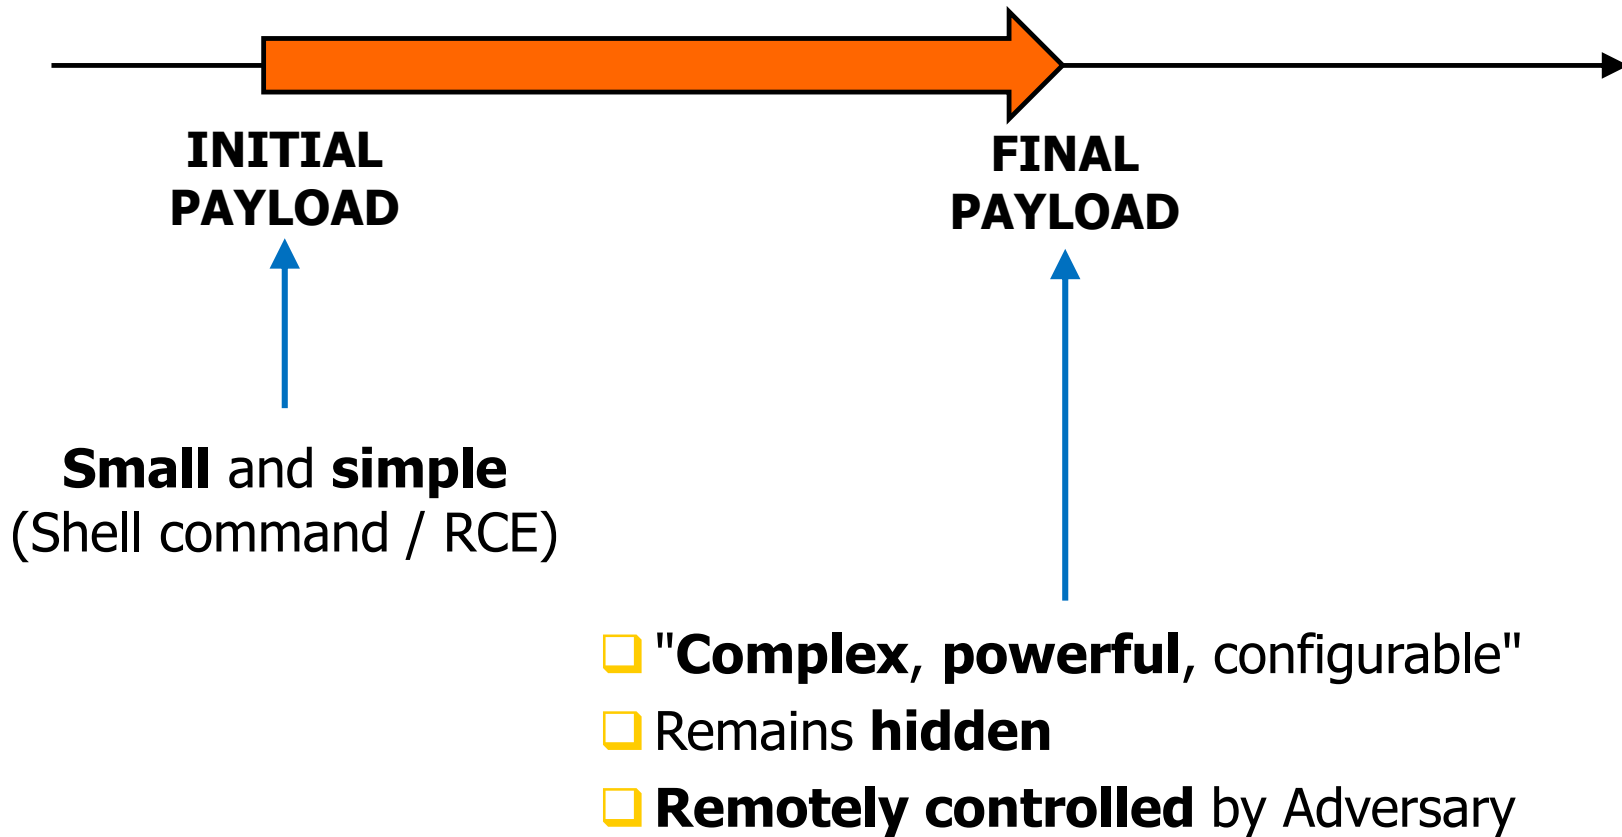 INITIAL
PAYLOAD
FINAL
PAYLOAD
Small and simple
(Shell command / RCE)
"Complex, powerful, configurable"
Remains hidden
Remotely controlled by Adversary